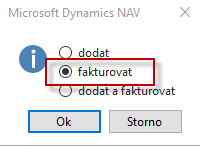 Microsoft Dynamics NAV
dodat
fakturovat
dodat a fakturovat
Ok Storno